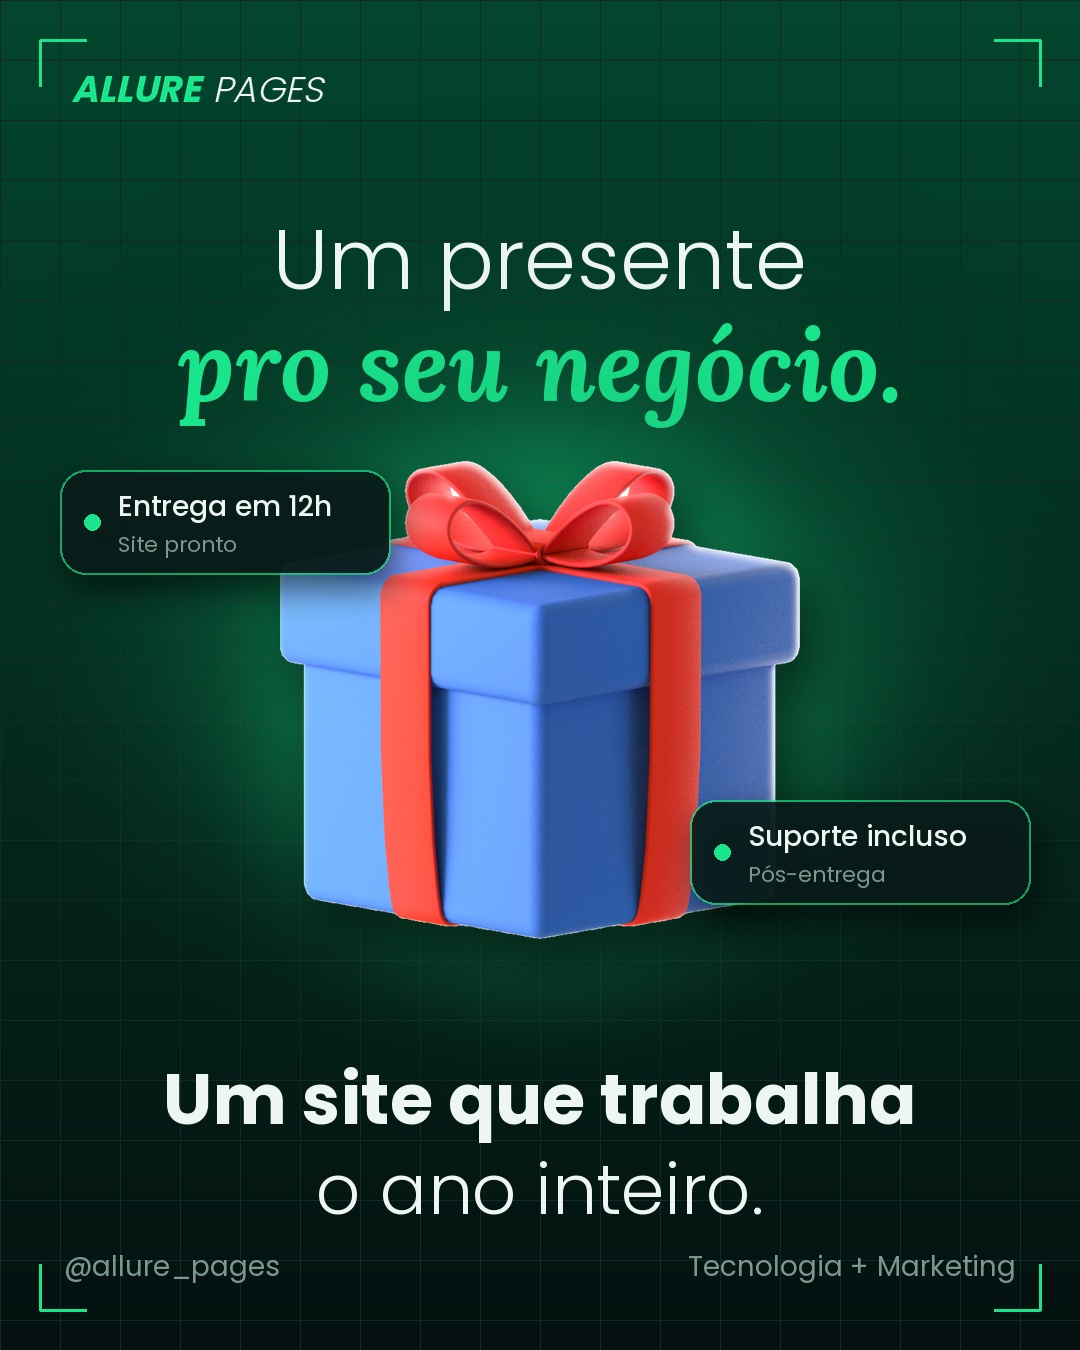 ALLURE PAGES
Um presente
pro seu negócio.
Entrega em 12h
Site pronto
Suporte incluso
Pós-entrega
Um site que trabalha
o ano inteiro.
@allure_pages
Tecnologia + Marketing